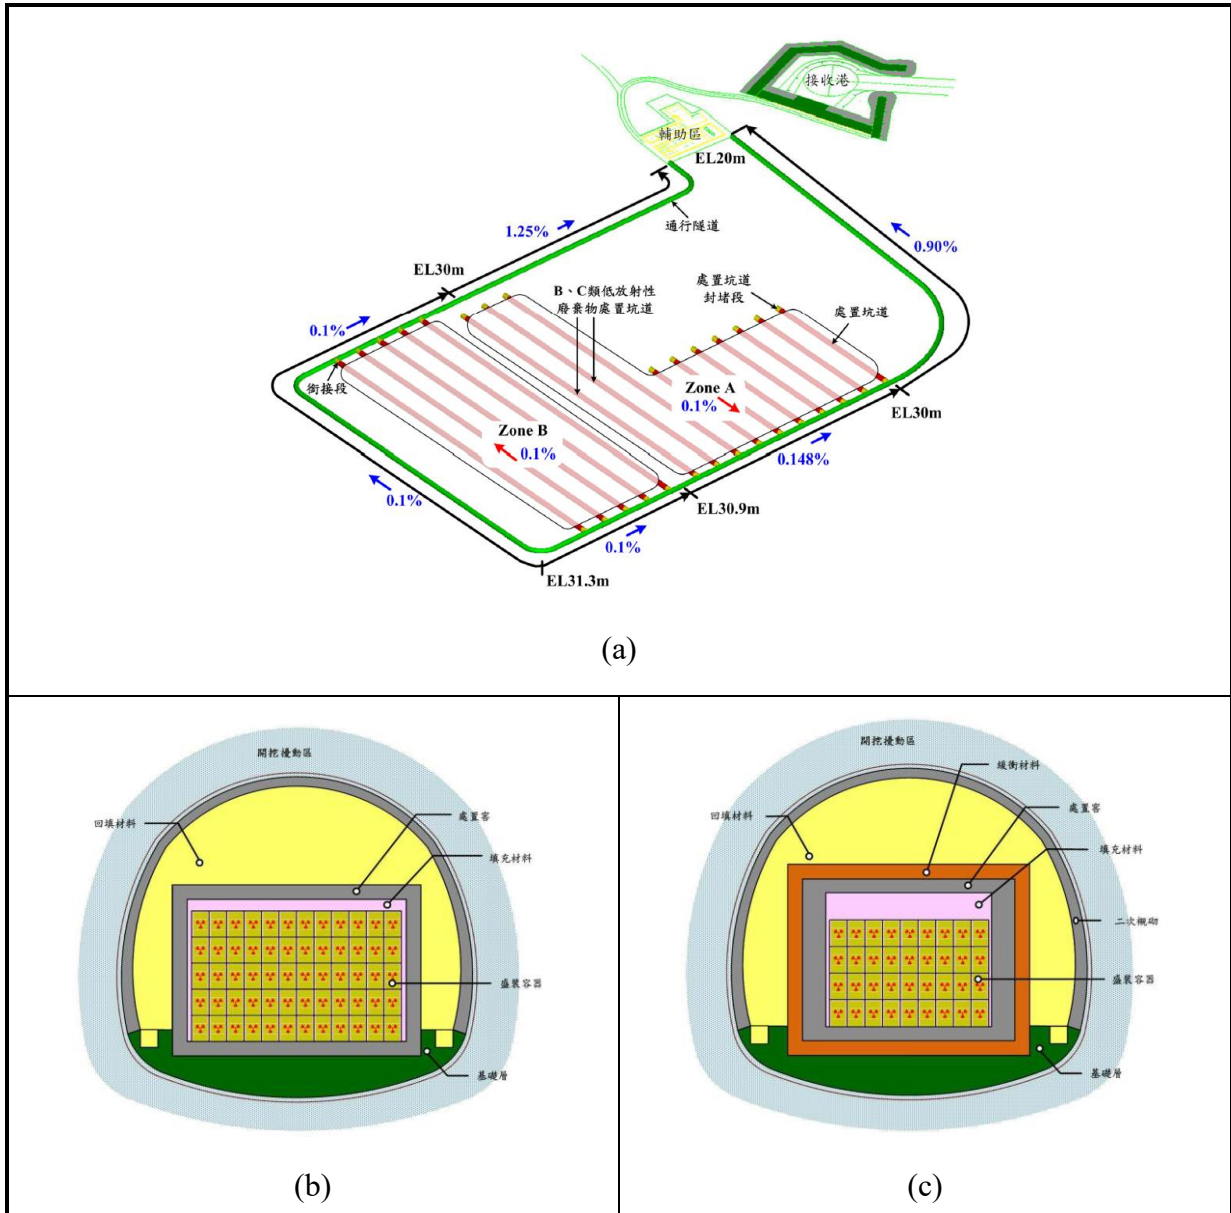 接收港
輔助區
EL20m
通行隧道
1.25%
0.90%
EL30m
B、C類低放射性
廢棄物處置坑道
處置坑道
封堵段
處置坑道
0.1%
銜接段
Zone A
0.1%
EL30m
Zone B
0.1%
0.148%
0.1%
EL30.9m
0.1%
EL31.3m
(a)
開挖擾動區
回填材料
處置窖
填充材料
盛裝容器
基礎層
(b)
開挖擾動區
緩衝材料
回填材料
處置窖
填充材料
二次襯砌
盛裝容器
基礎層
(c)